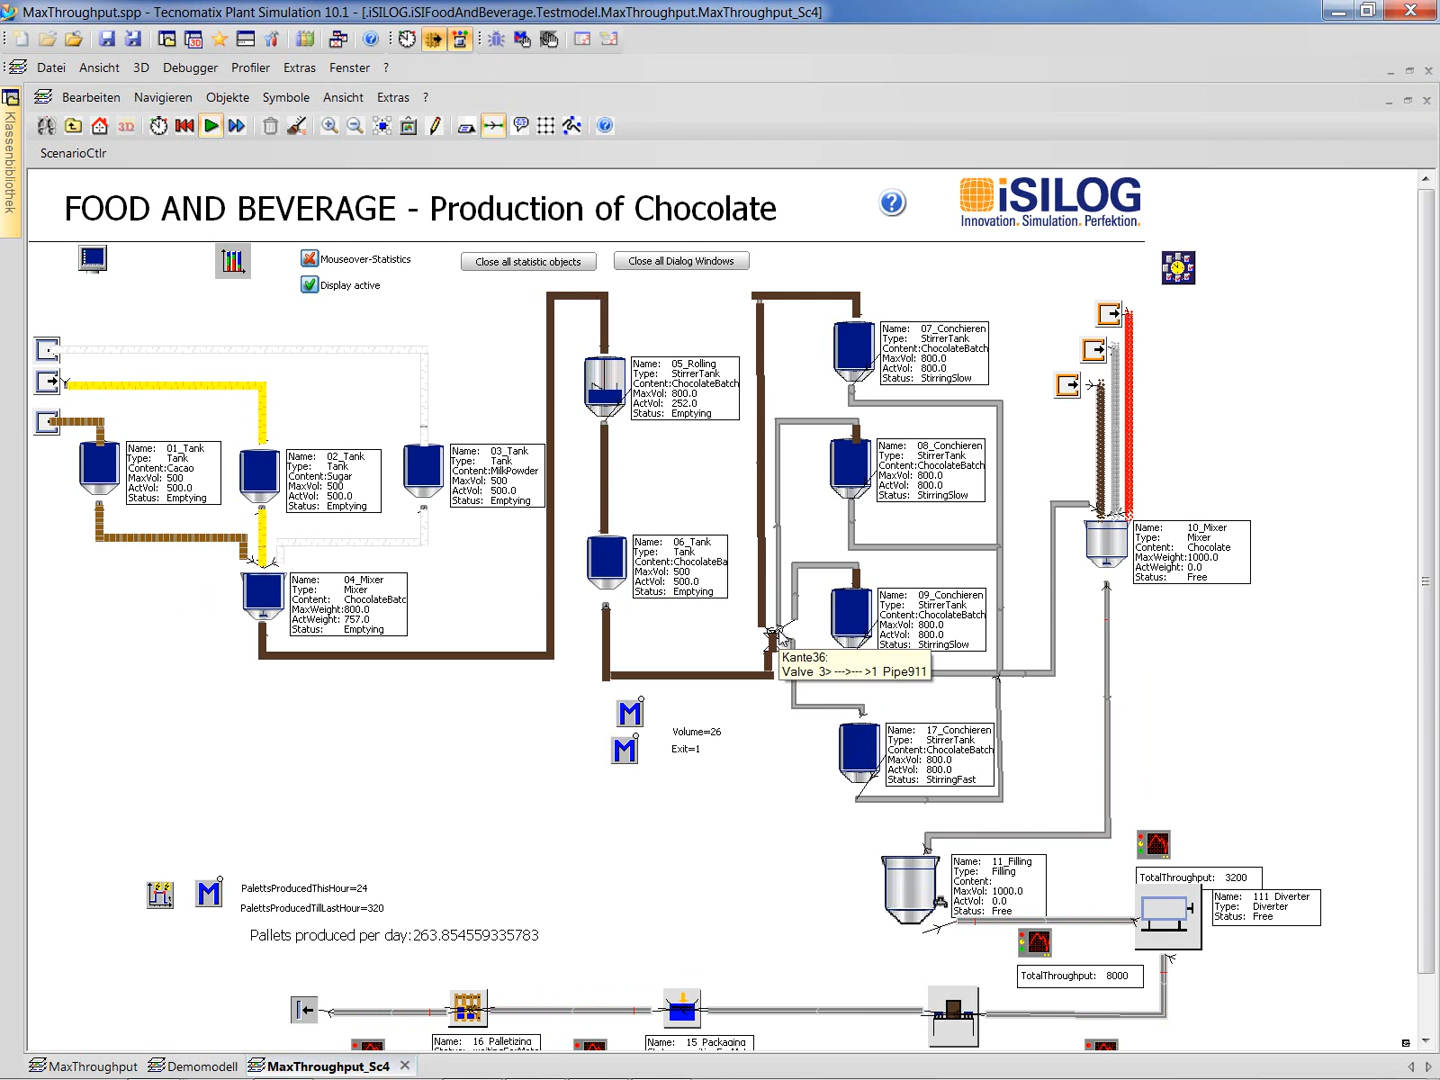 MaxThroughput.spp - Tecnomatix Plant Simulation 10.1 - [.iSILOG.iSIFoodAndBeverage.Testmodel.MaxThroughput.MaxThroughput_Sc4]
Datei Ansicht 3D Debugger Profiler Extras Fenster ?
Klassenbibliothek
Bearbeiten Navigieren Objekte Symbole Ansicht Extras ?
3D
ScenarioCtlr
FOOD AND BEVERAGE - Production of Chocolate
iSILOG
Innovation. Simulation. Perfektion.
Mouseover-Statistics
Display active
Close all statistic objects
Close all Dialog Windows
Name: 01_Tank
Type: Tank
Content:Cacao
MaxVol: 500
ActVol: 500.0
Status: Emptying
Name: 02_Tank
Type: Tank
Content:Sugar
MaxVol: 500
ActVol: 500.0
Status: Emptying
Name: 03_Tank
Type: Tank
Content:MilkPowder
MaxVol: 500
ActVol: 500.0
Status: Emptying
Name: 04_Mixer
Type: Mixer
Content: ChocolateBatc
MaxWeight:800.0
ActWeight: 757.0
Status: Emptying
Name: 05_Rolling
Type: StirrerTank
Content:ChocolateBatch
MaxVol: 800.0
ActVol: 252.0
Status: Emptying
Name: 06_Tank
Type: Tank
Content:ChocolateBa
MaxVol: 500
ActVol: 500.0
Status: Emptying
Name: 07_Conchieren
Type: StirrerTank
Content:ChocolateBatch
MaxVol: 800.0
ActVol: 800.0
Status: StirringSlow
Name: 08_Conchieren
Type: StirrerTank
Content:ChocolateBatch
MaxVol: 800.0
ActVol: 800.0
Status: StirringSlow
Name: 09_Conchieren
Type: StirrerTank
Content:ChocolateBatch
MaxVol: 800.0
ActVol: 800.0
Status: StirringSlow
Kante36:
Valve 3> --->--- >1 Pipe911
Name: 17_Conchieren
Type: StirrerTank
Content:ChocolateBatch
MaxVol: 800.0
ActVol: 800.0
Status: StirringFast
Name: 10_Mixer
Type: Mixer
Content: Chocolate
MaxWeight:1000.0
ActWeight: 0.0
Status: Free
M
M
Volume=26
Exit=1
Name: 11_Filling
Type: Filling
Content:
MaxVol: 1000.0
ActVol: 0.0
Status: Free
TotalThroughput: 3200
Name: 111 Diverter
Type: Diverter
Status: Free
TotalThroughput: 8000
M
PalettsProducedThisHour=24
PalettsProducedTillLastHour=320
Pallets produced per day:263.854559335783
Name: 16 Palletizing
Name: 15 Packaging
MaxThroughput Demomodell MaxThroughput_Sc4